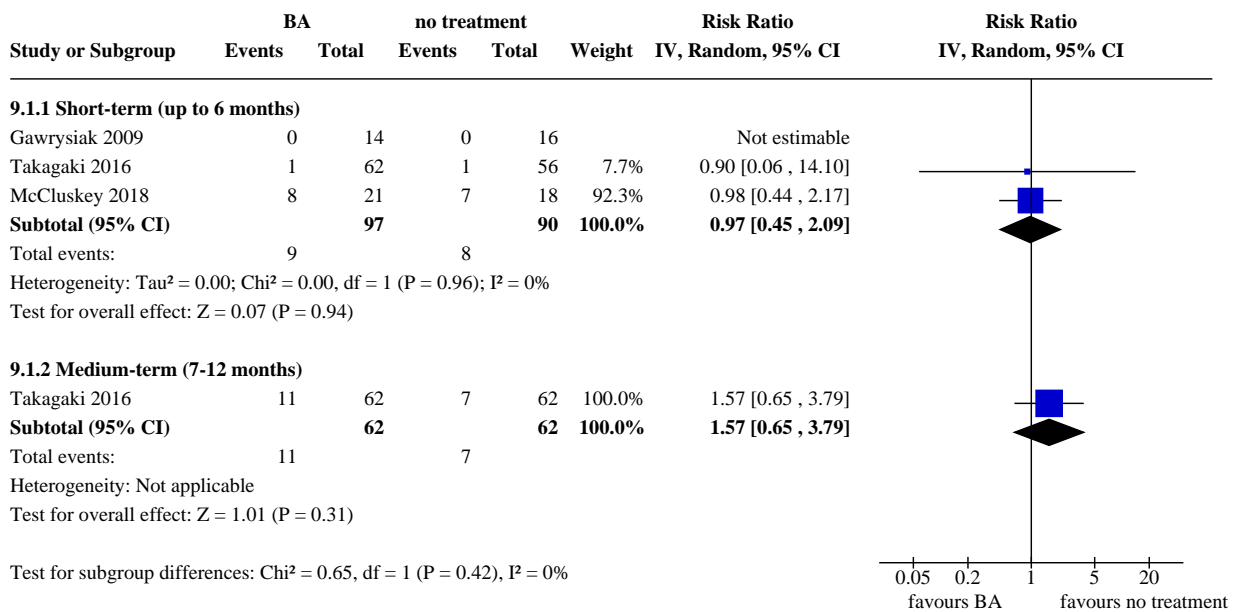 BA no treatment Risk Ratio Risk Ratio
Study or Subgroup Events Total Events Total Weight IV, Random, 95% CI IV, Random, 95% CI
9.1.1 Short-term (up to 6 months)
Gawrysiak 2009 0 14 0 16 Not estimable
Takagaki 2016 1 62 1 56 7.7% 0.90 [0.06 , 14.10]
McCluskey 2018 8 21 7 18 92.3% 0.98 [0.44 , 2.17]
Subtotal (95% CI) 97 90 100.0% 0.97 [0.45 , 2.09]
Total events: 9 8
Heterogeneity: Tau² = 0.00; Chi² = 0.00, df = 1 (P = 0.96); I² = 0%
Test for overall effect: Z = 0.07 (P = 0.94)
9.1.2 Medium-term (7-12 months)
Takagaki 2016 11 62 7 62 100.0% 1.57 [0.65 , 3.79]
Subtotal (95% CI) 62 62 100.0% 1.57 [0.65 , 3.79]
Total events: 11 7
Heterogeneity: Not applicable
Test for overall effect: Z = 1.01 (P = 0.31)
Test for subgroup differences: Chi² = 0.65, df = 1 (P = 0.42), I² = 0%
0.05 0.2 1 5 20
favours BA favours no treatment